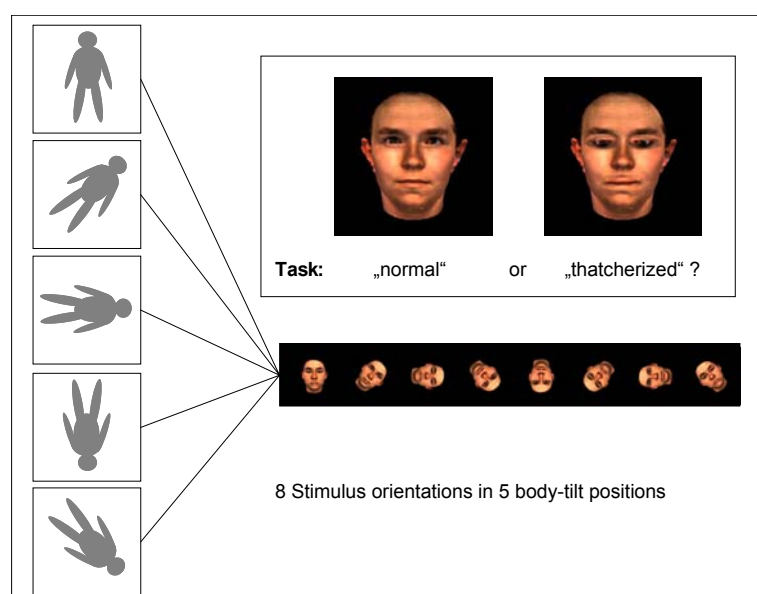 Task: „normal“ or „thatcherized“ ?
8 Stimulus orientations in 5 body-tilt positions